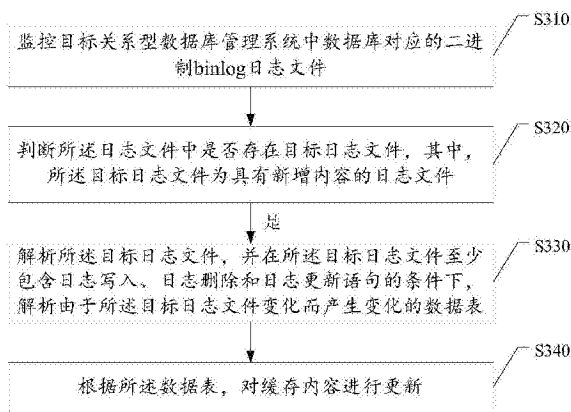 S310
监控目标关系型数据库管理系统中数据库对应的二进
制binlog日志文件
S320
判断所述日志文件中是否存在目标日志文件，其中，
所述目标日志文件为具有新增内容的日志文件
是
S330
解析所述目标日志文件，并在所述目标日志文件至少
包含日志写入、日志删除和日志更新语句的条件下，
解析由于所述目标日志文件变化而产生变化的数据表
S340
根据所述数据表，对缓存内容进行更新